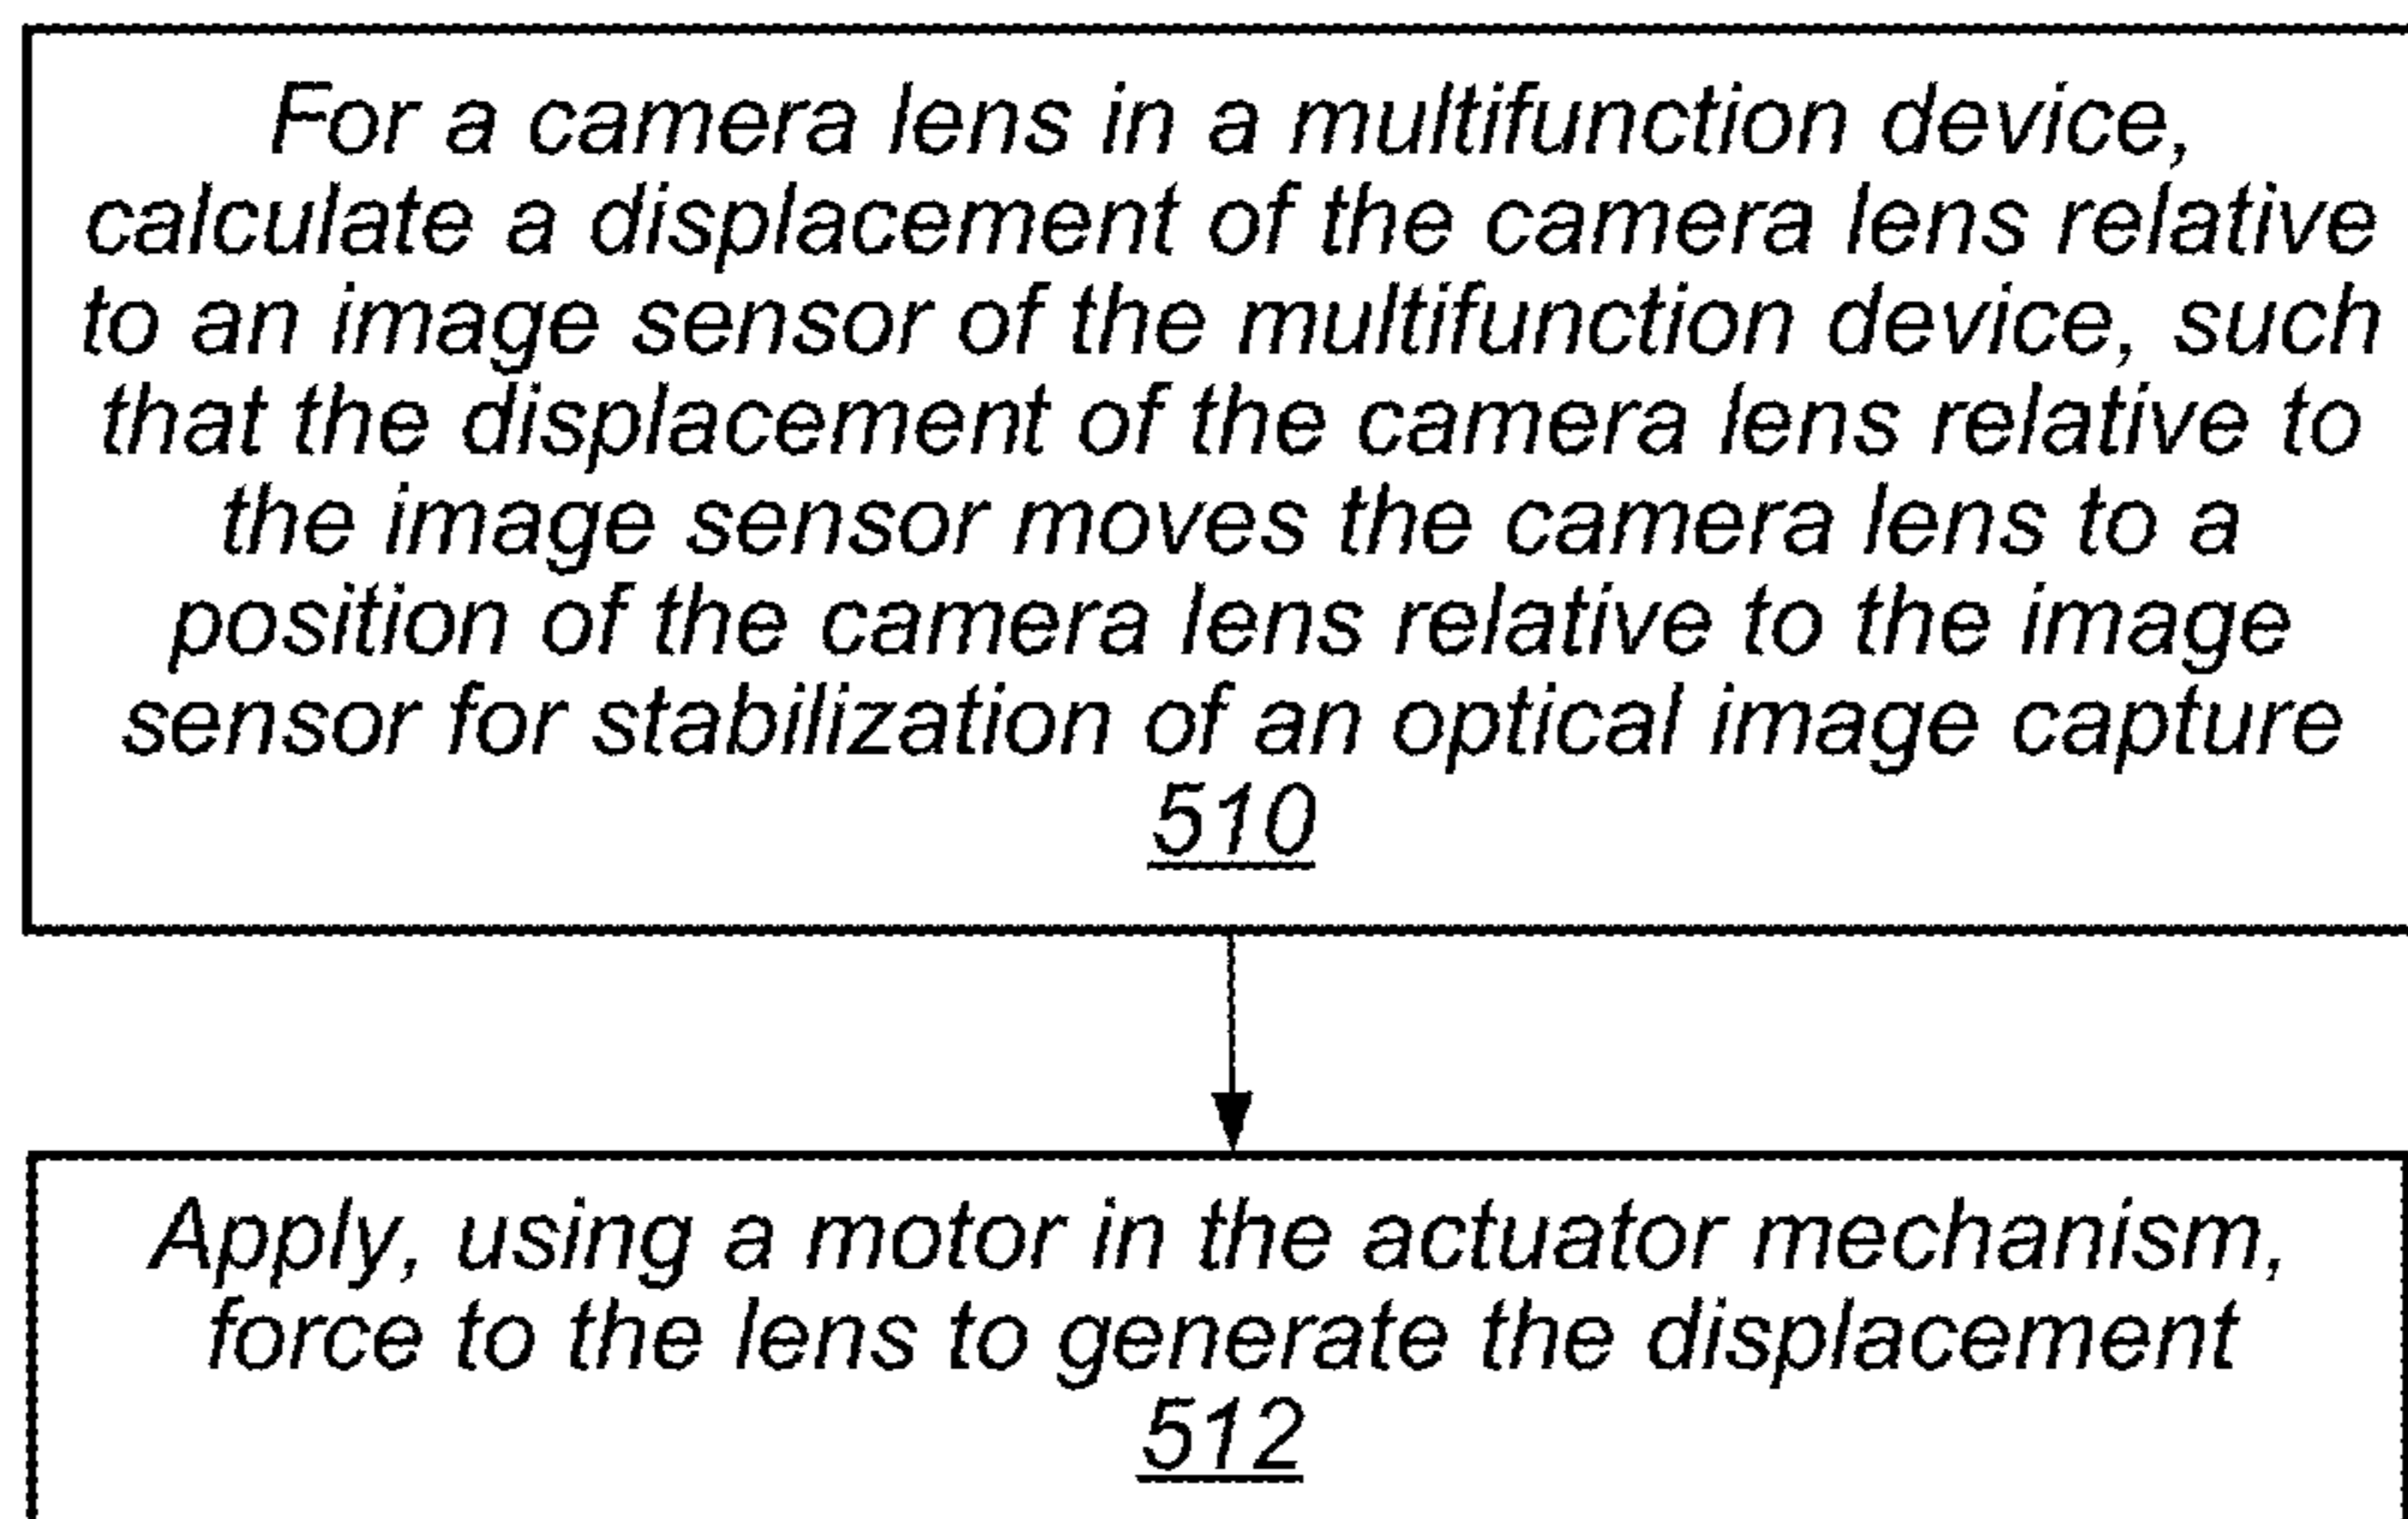 For a camera lens in a multifunction device,
calculate a displacement of the camera lens relative
to an image sensor of the multifunction device, such
that the displacement of the camera lens relative to
the image sensor moves the camera lens to a
position of the camera lens relative to the image
sensor for stabilization of an optical image capture
510
Apply, using a motor in the actuator mechanism,
force to the lens to generate the displacement
512